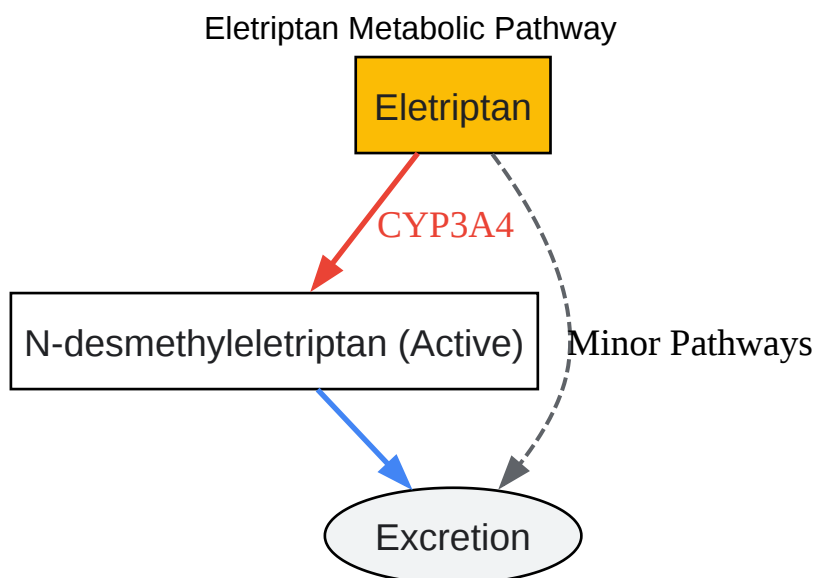 Eletriptan Metabolic Pathway
Eletriptan
CYP3A4
N-desmethyleletriptan (Active)
Minor Pathways
Excretion